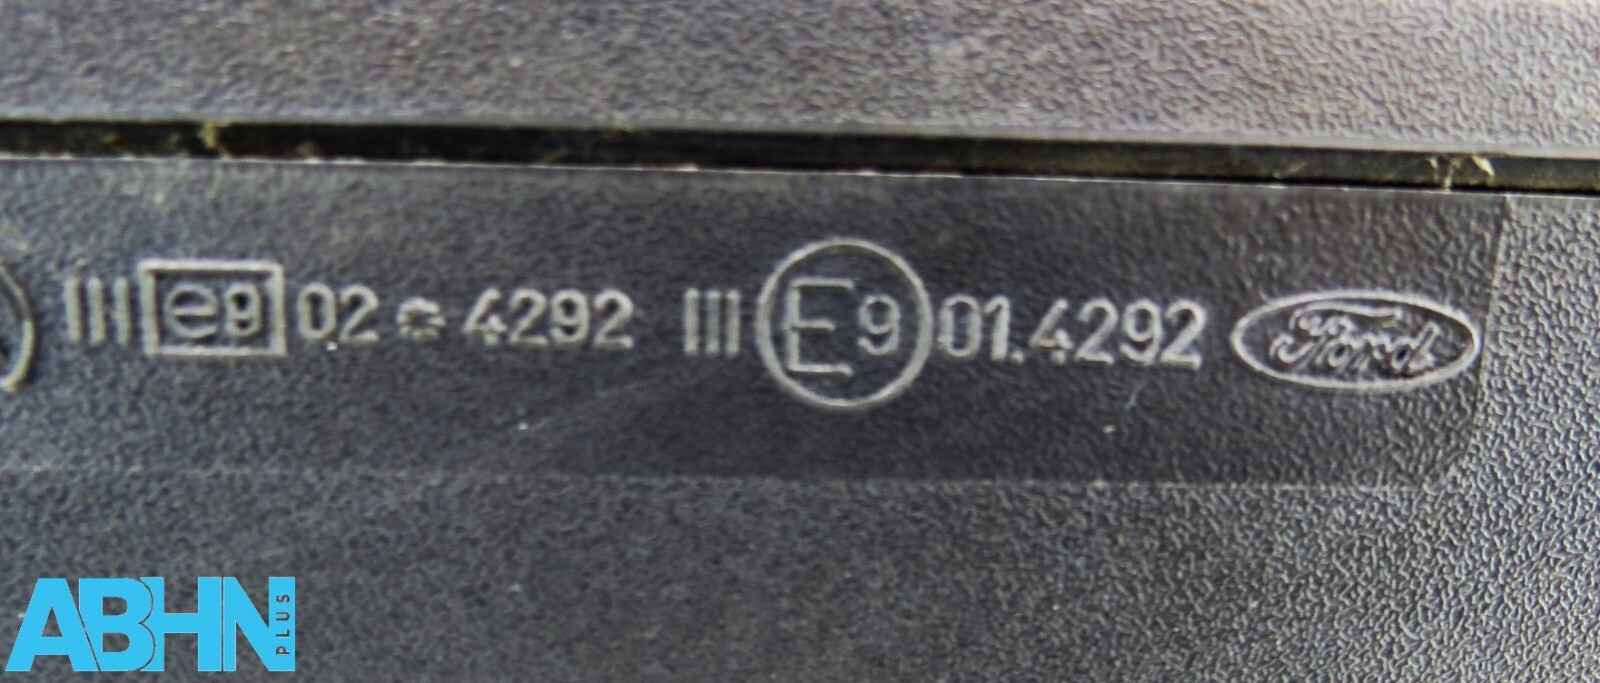 III e9 02 * 4292 III E9 01.4292 Ford
ABHN PLUS